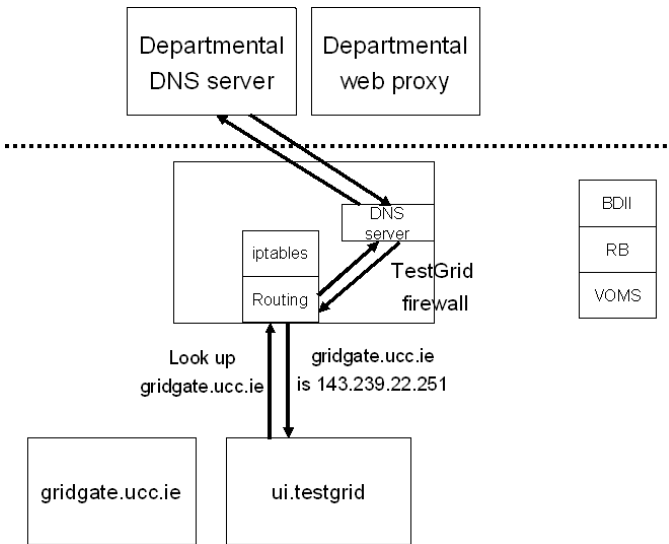 Departmental
DNS server
Departmental
web proxy
DNS
server
iptables
Routing
TestGrid
firewall
BDII
RB
VOMS
Look up
gridgate.ucc.ie
gridgate.ucc.ie
is 143.239.22.251
gridgate.ucc.ie
ui.testgrid